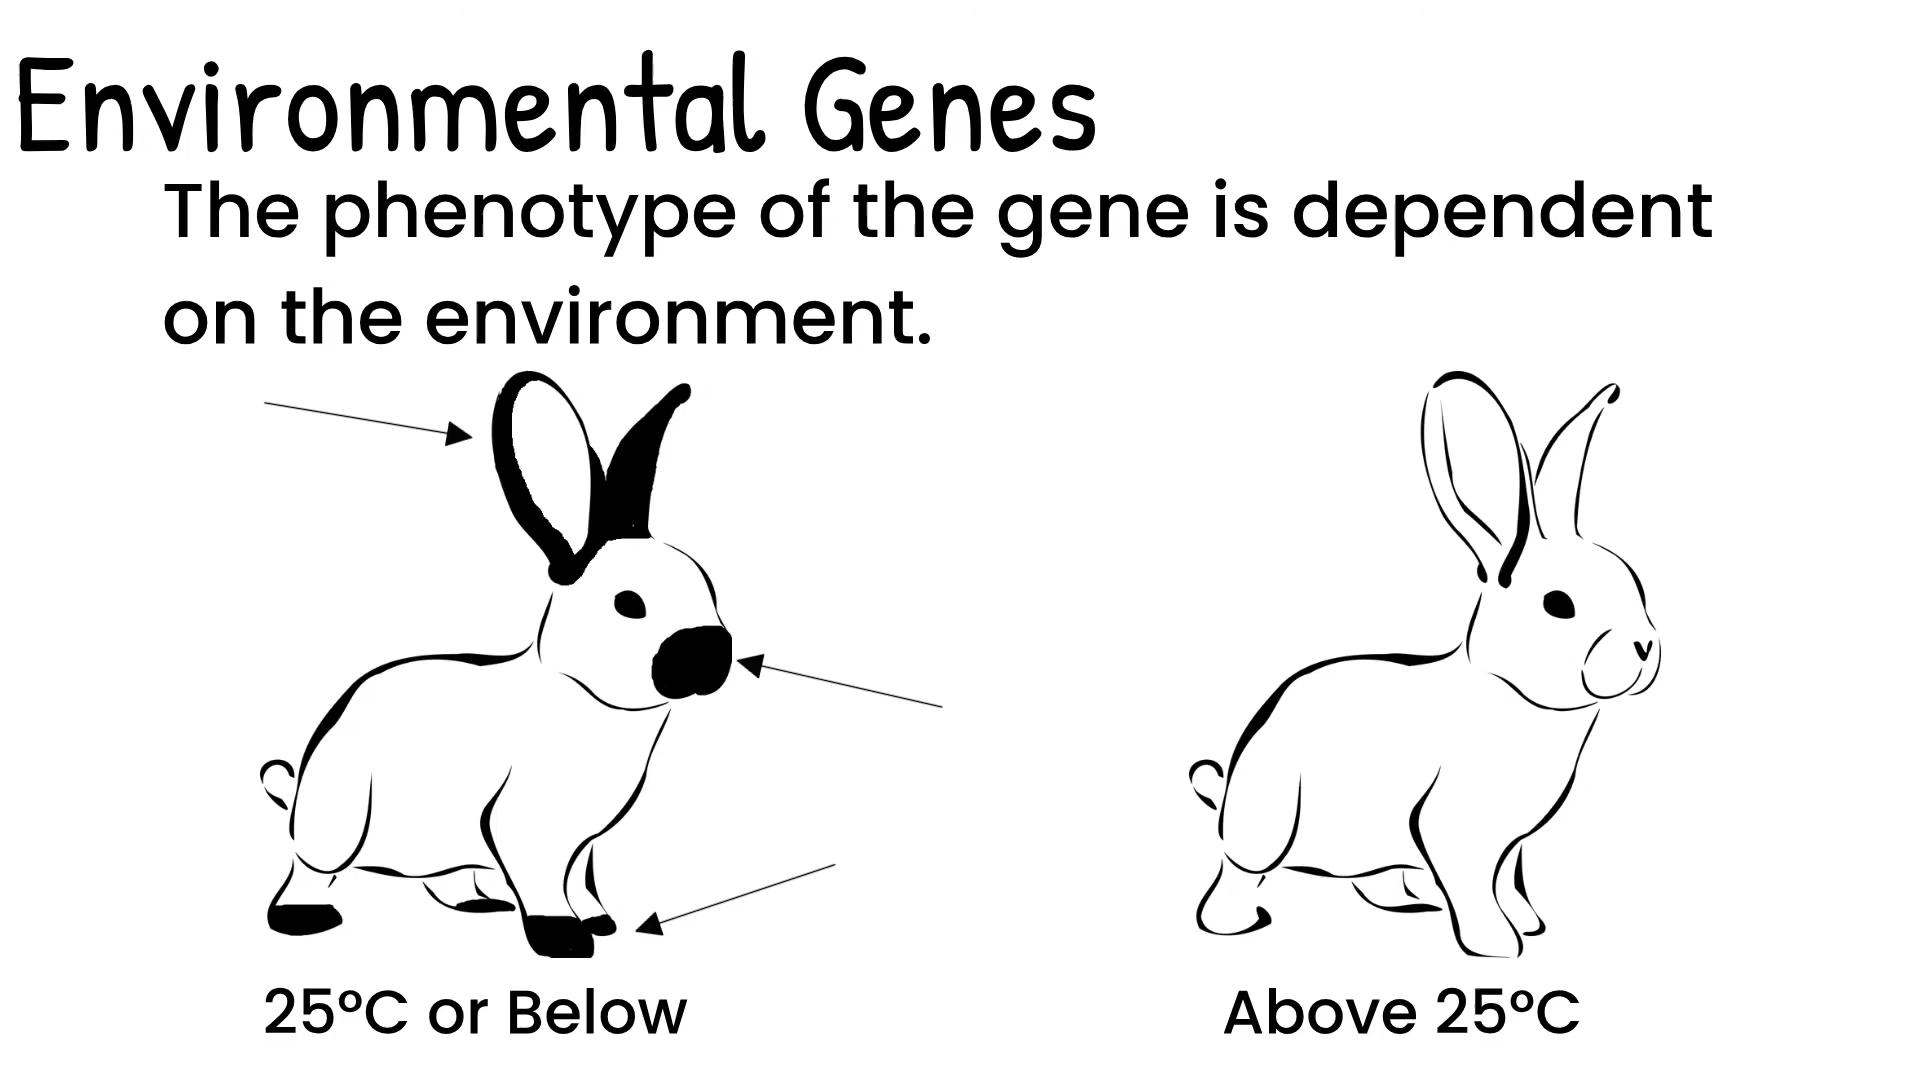 Environmental Genes
The phenotype of the gene is dependent
on the environment.
25°C or Below
Above 25°C